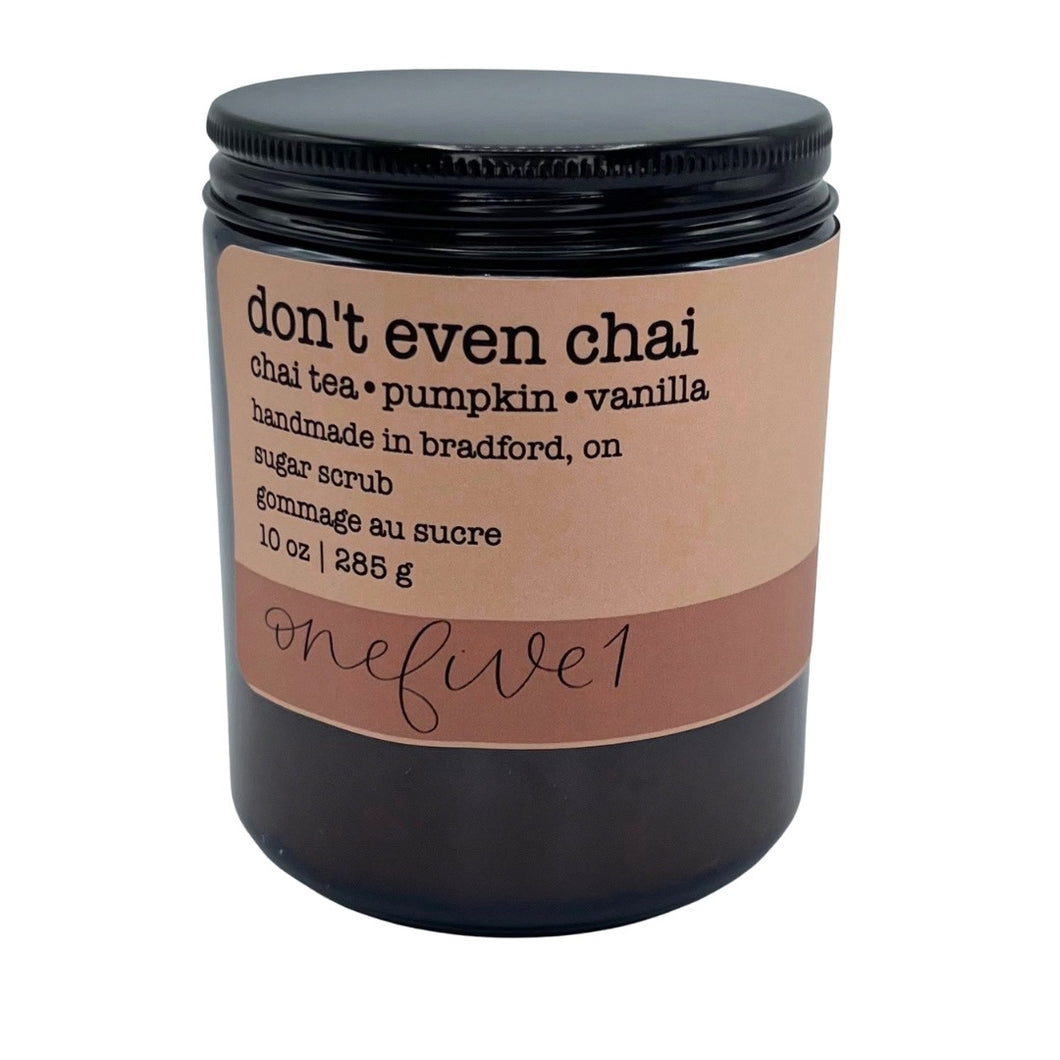 don't even chai
chai tea • pumpkin • vanilla
handmade in bradford, on
sugar scrub
gommage au sucre
10 oz | 285 g
onefive1